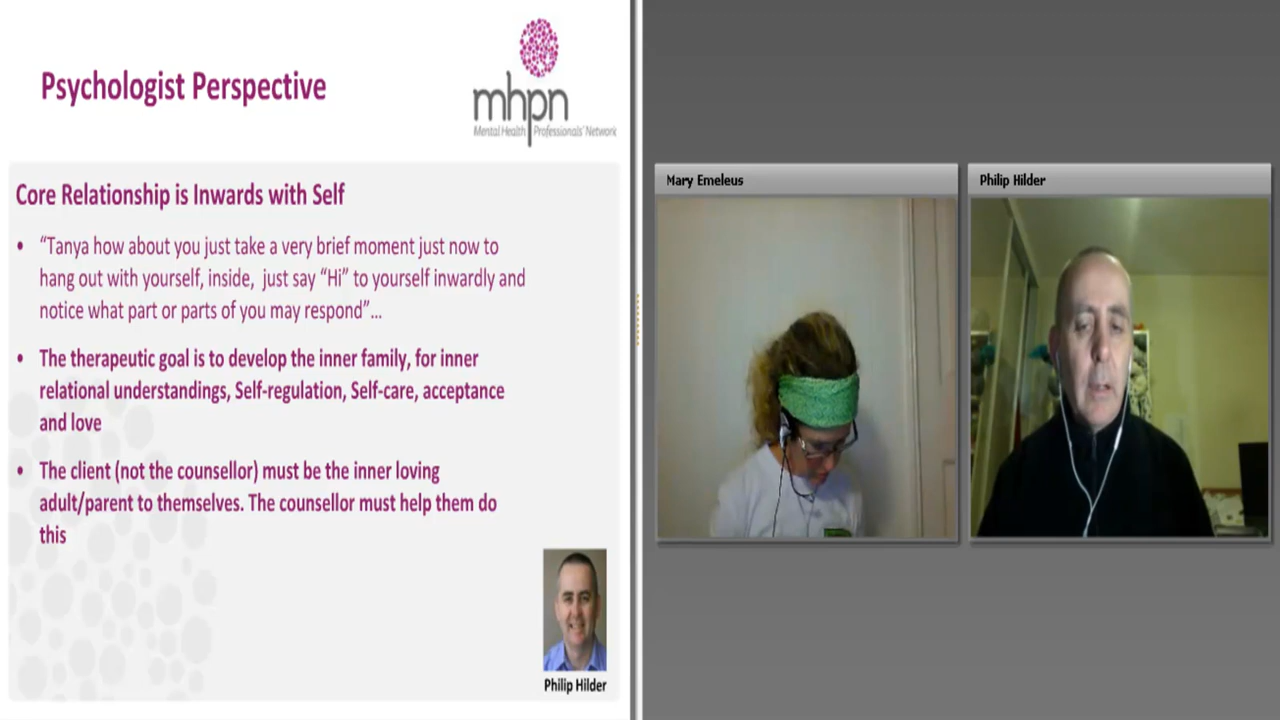 Psychologist Perspective
mhpn
Mental Health Professionals' Network
Core Relationship is Inwards with Self
• “Tanya how about you just take a very brief moment just now to
hang out with yourself, inside, just say “Hi” to yourself inwardly and
notice what part or parts of you may respond”...
• The therapeutic goal is to develop the inner family, for inner
relational understandings, Self-regulation, Self-care, acceptance
and love
• The client (not the counsellor) must be the inner loving
adult/parent to themselves. The counsellor must help them do
this
Philip Hilder
Mary Emeleus
Philip Hilder